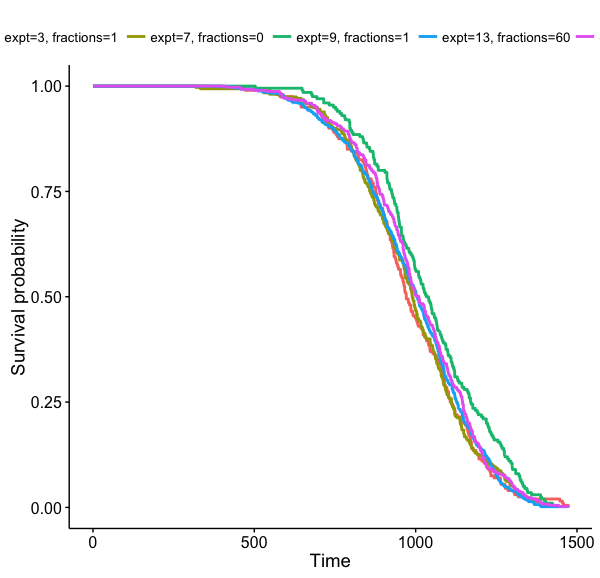 expt=3, fractions=1 expt=7, fractions=0 expt=9, fractions=1 expt=13, fractions=60
1.00
0.75
0.50
0.25
0.00
Survival probability
0 500 1000 1500
Time